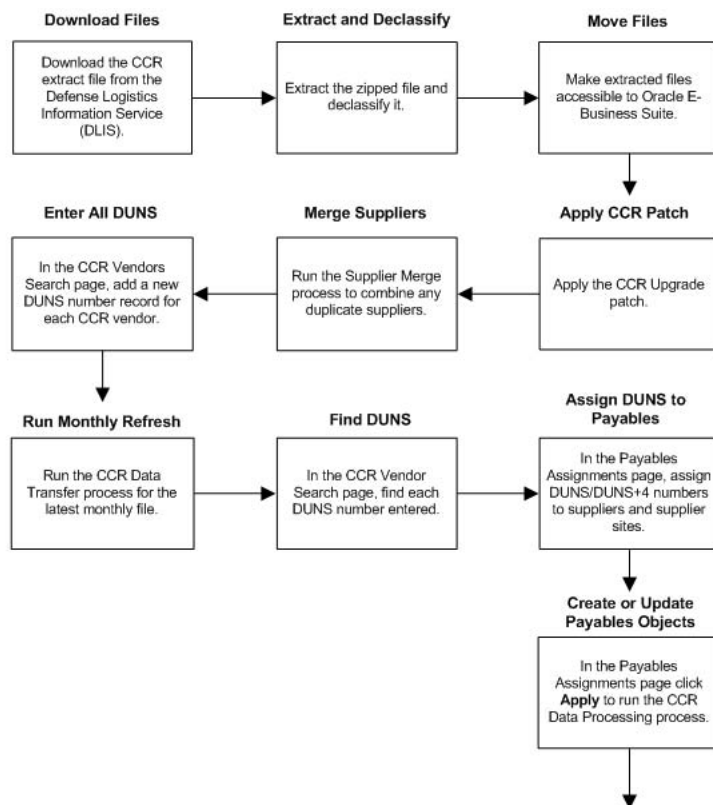 Download Files
Download the CCR
extract file from the
Defense Logistics
Information Service
(DLIS).
Extract and Declassify
Extract the zipped file and
declassify it.
Move Files
Make extracted files
accessible to Oracle E-
Business Suite.
Apply CCR Patch
Apply the CCR Upgrade
patch.
Merge Suppliers
Run the Supplier Merge
process to combine any
duplicate suppliers.
Enter All DUNS
In the CCR Vendors
Search page, add a new
DUNS number record for
each CCR vendor.
Run Monthly Refresh
Run the CCR Data
Transfer process for the
latest monthly file.
Find DUNS
In the CCR Vendor
Search page, find each
DUNS number entered.
Assign DUNS to
Payables
In the Payables
Assignments page, assign
DUNS/DUNS+4 numbers
to suppliers and supplier
sites.
Create or Update
Payables Objects
In the Payables
Assignments page click
Apply to run the CCR
Data Processing process.